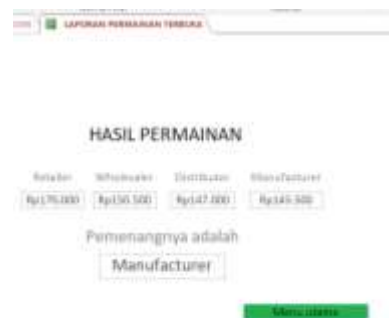 LAPORAN PERMAINAN TERBUKA
HASIL PERMAINAN
Retailer Wholesaler Distributor Manufacturer
Rp175.000 Rp150.500 Rp147.000 Rp145.500
Pemenangnya adalah
Manufacturer
Menu utama